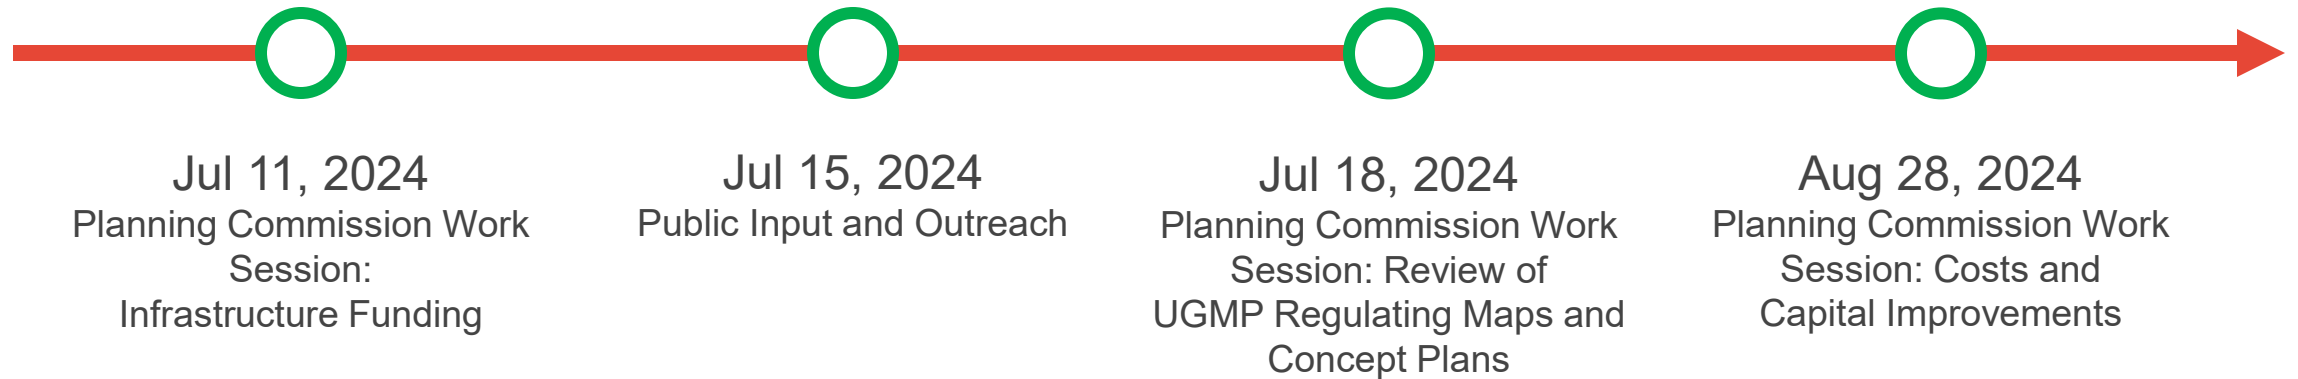 Jul 11, 2024
Planning Commission Work
Session:
Infrastructure Funding
Jul 15, 2024
Public Input and Outreach
Jul 18, 2024
Planning Commission Work
Session: Review of
UGMP Regulating Maps and
Concept Plans
Aug 28, 2024
Planning Commission Work
Session: Costs and
Capital Improvements